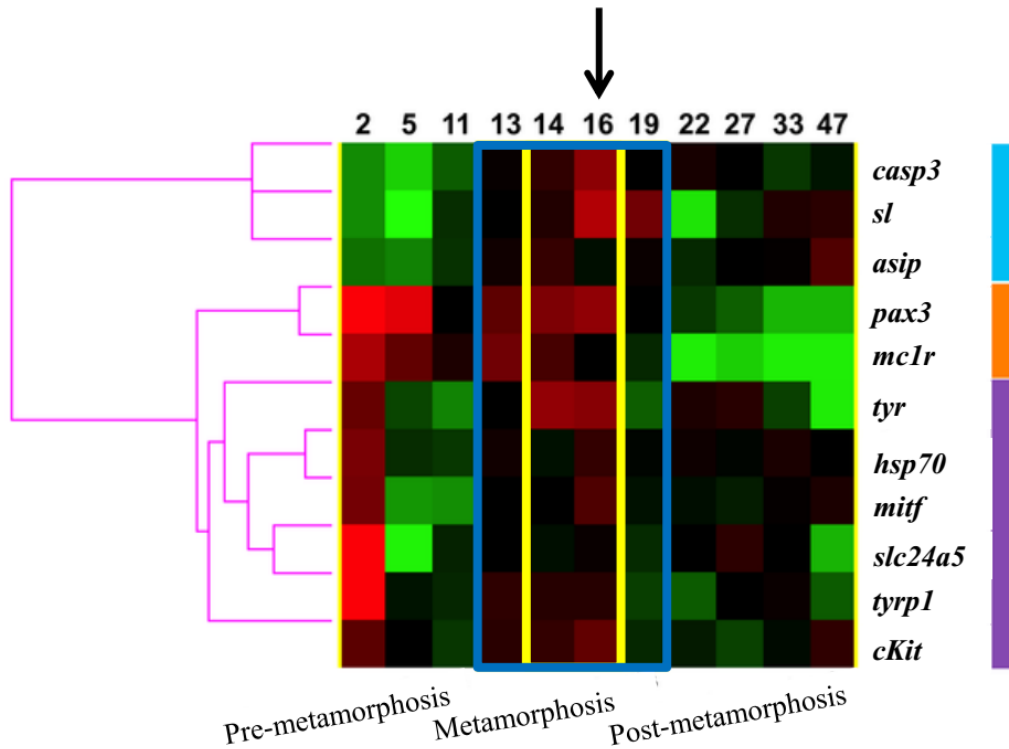 2 5 11 13 14 16 19 22 27 33 47
casp3
sl
asip
pax3
mc1r
tyr
hsp70
mitf
slc24a5
tyrp1
cKit
Pre-metamorphosis Metamorphosis Post-metamorphosis